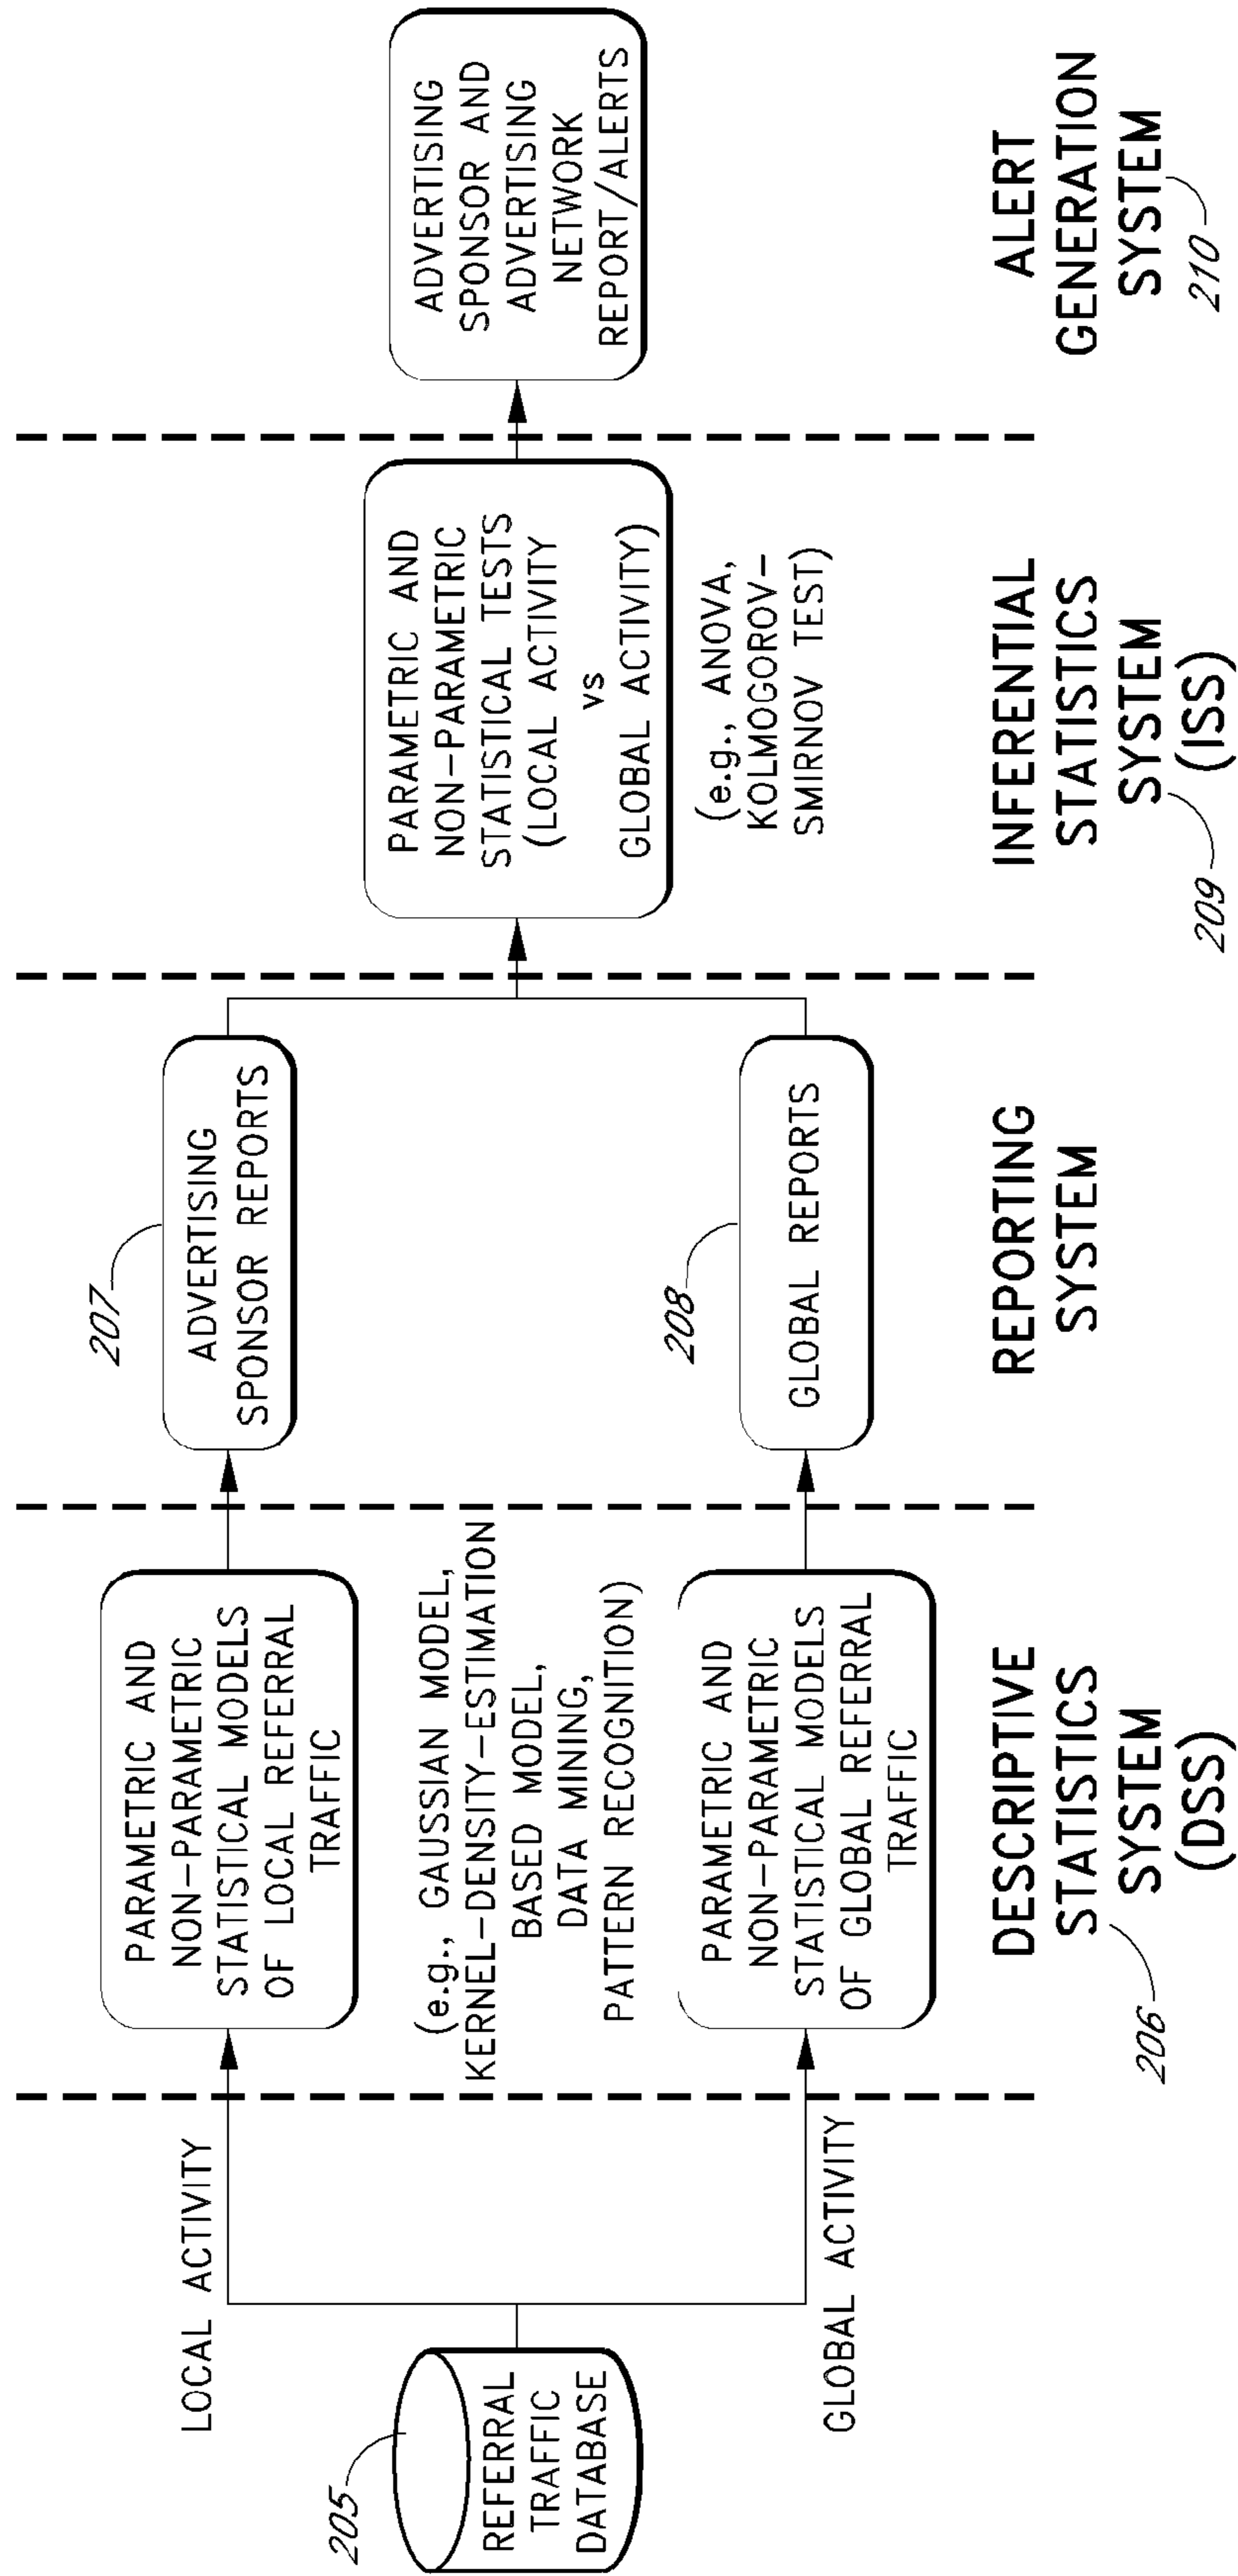 205
REFERRAL
TRAFFIC
DATABASE
LOCAL ACTIVITY
GLOBAL ACTIVITY
PARAMETRIC AND
NON-PARAMETRIC
STATISTICAL MODELS
OF LOCAL REFERRAL
TRAFFIC
(e.g., GAUSSIAN MODEL,
KERNEL-DENSITY-ESTIMATION
BASED MODEL,
DATA MINING,
PATTERN RECOGNITION)
PARAMETRIC AND
NON-PARAMETRIC
STATISTICAL MODELS
OF GLOBAL REFERRAL
TRAFFIC
DESCRIPTIVE
STATISTICS
SYSTEM
(DSS)
206
207
ADVERTISING
SPONSOR REPORTS
208
GLOBAL REPORTS
REPORTING
SYSTEM
PARAMETRIC AND
NON-PARAMETRIC
STATISTICAL TESTS
(LOCAL ACTIVITY
vs
GLOBAL ACTIVITY)
(e.g., ANOVA,
KOLMOGOROV-
SMIRNOV TEST)
INFERENTIAL
STATISTICS
SYSTEM
(ISS)
209
ADVERTISING
SPONSOR AND
ADVERTISING
NETWORK
REPORT/ALERTS
ALERT
GENERATION
SYSTEM
210